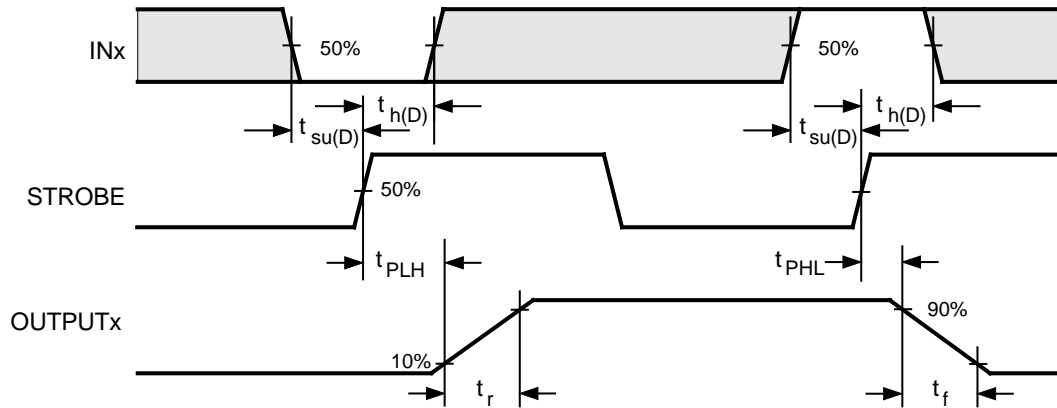 INx
50%
50%
t h(D)
t h(D)
t su(D)
t su(D)
STROBE
50%
t PLH
t PHL
OUTPUTx
90%
10%
t r
t f